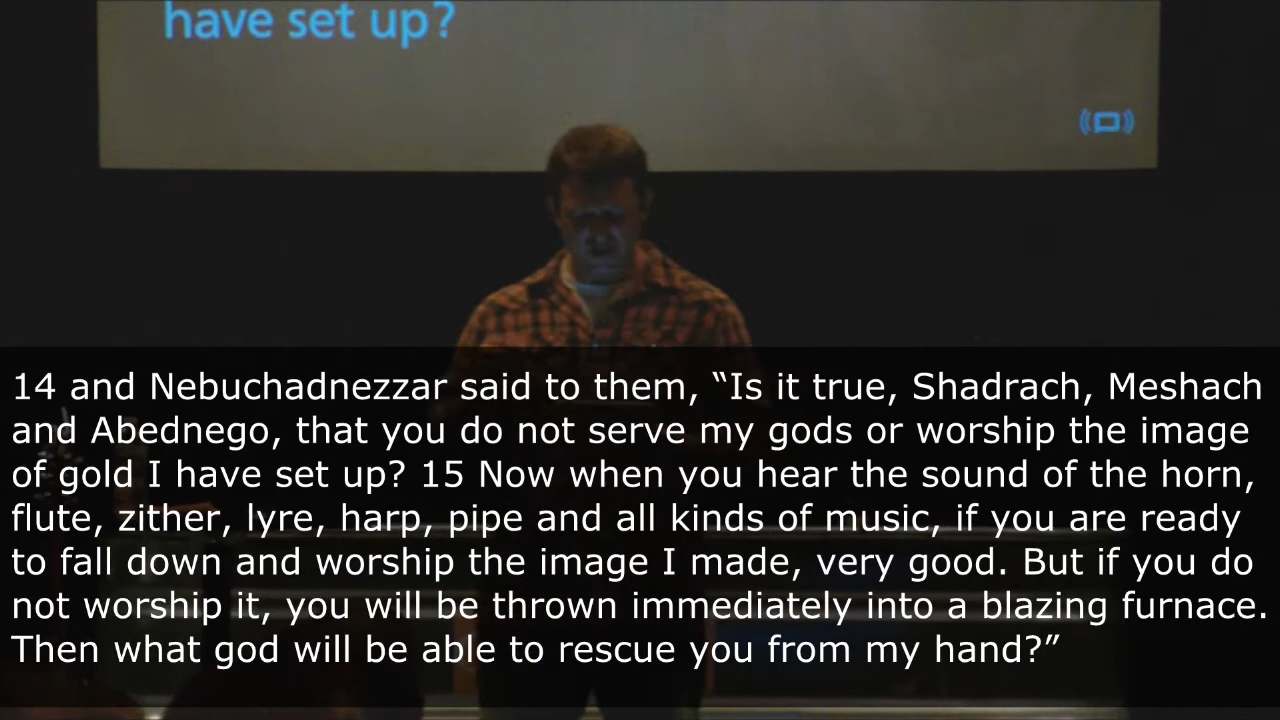 have set up?
14 and Nebuchadnezzar said to them, “Is it true, Shadrach, Meshach
and Abednego, that you do not serve my gods or worship the image
of gold I have set up? 15 Now when you hear the sound of the horn,
flute, zither, lyre, harp, pipe and all kinds of music, if you are ready
to fall down and worship the image I made, very good. But if you do
not worship it, you will be thrown immediately into a blazing furnace.
Then what god will be able to rescue you from my hand?”